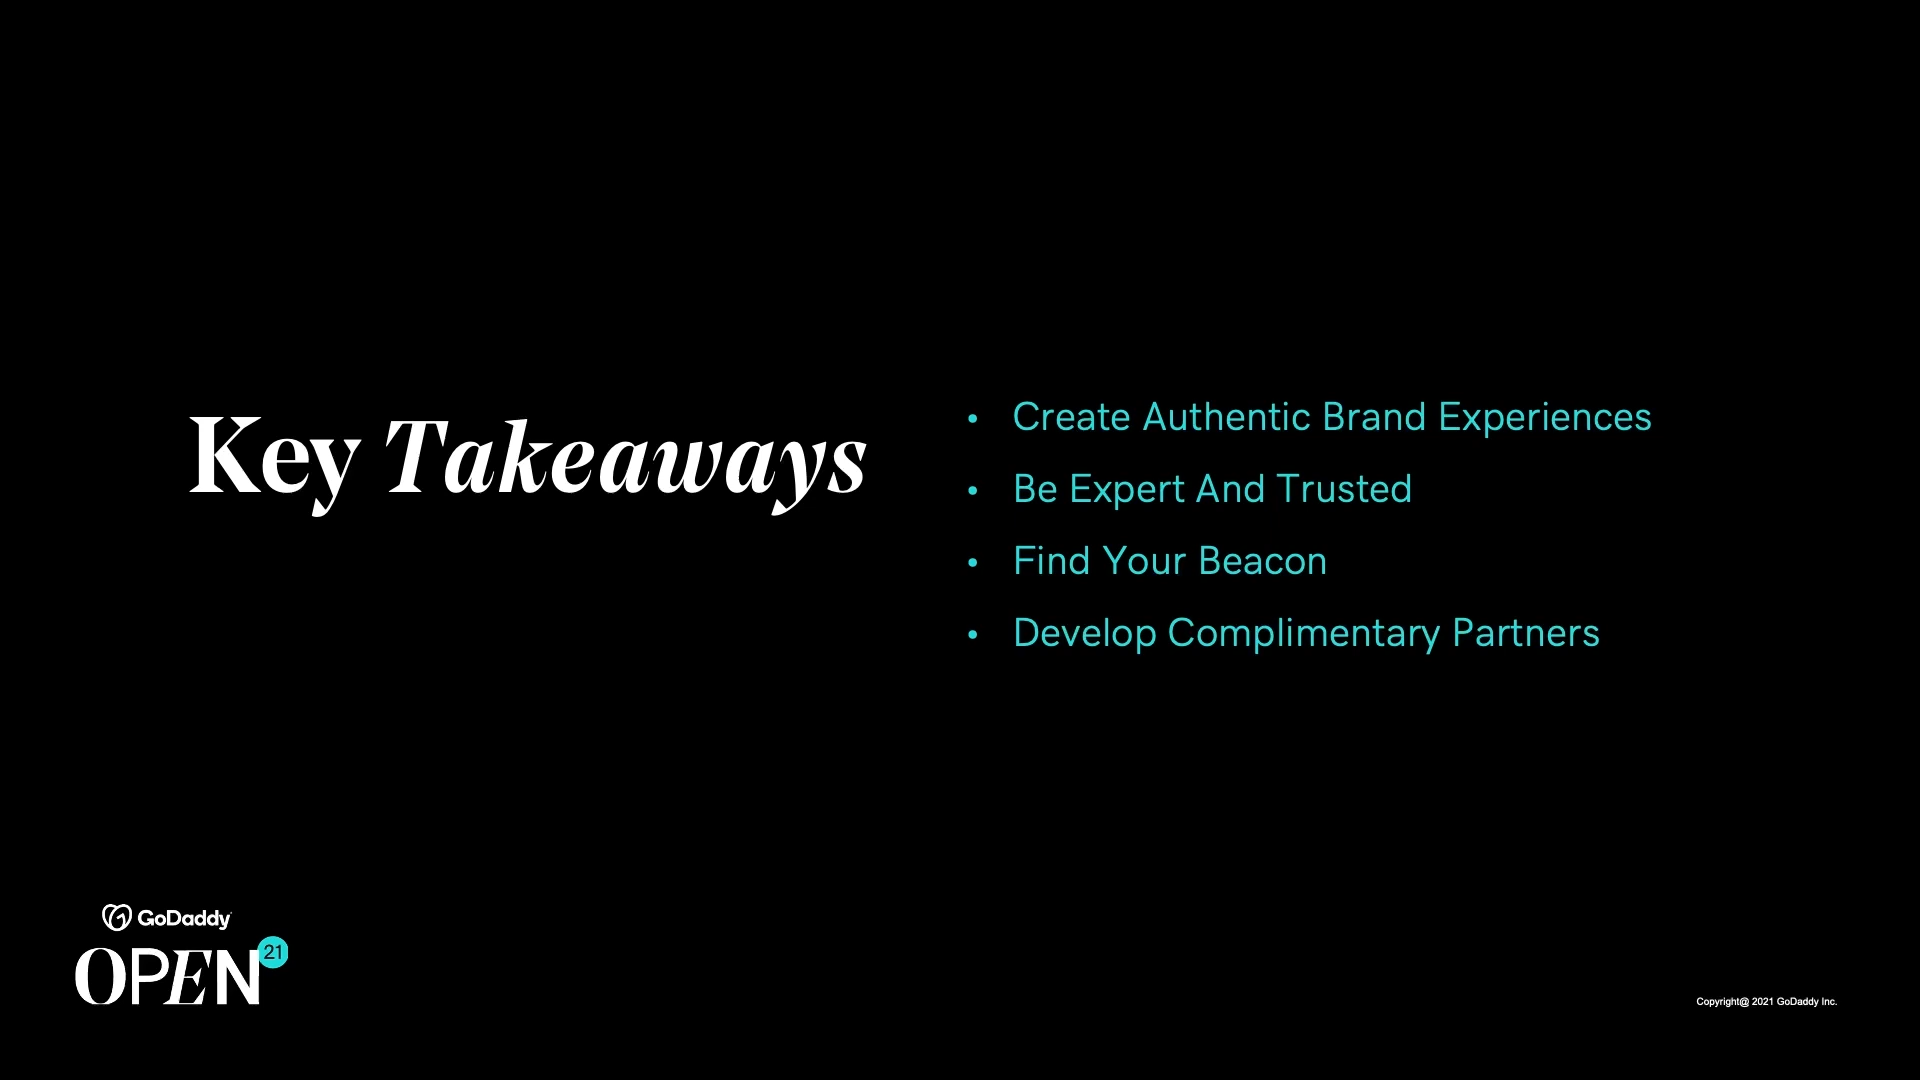 Key Takeaways
• Create Authentic Brand Experiences
• Be Expert And Trusted
• Find Your Beacon
• Develop Complimentary Partners
GoDaddy
OPEN 21
Copyright@ 2021 GoDaddy Inc.